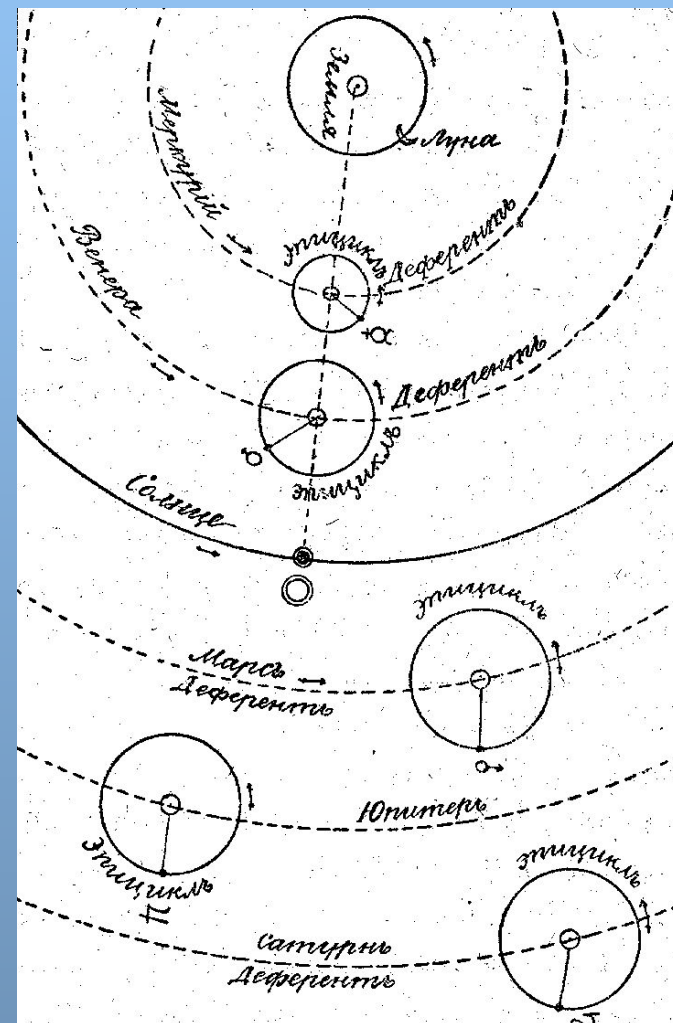 Земля
Луна
Меркурій
эпициклъ
Деферентъ
Венера
Деферентъ
эпициклъ
Солнце
эпициклъ
Марсъ
Деферентъ
Юпитеръ
Эпициклъ
эпициклъ
Сатурнъ
Деферентъ